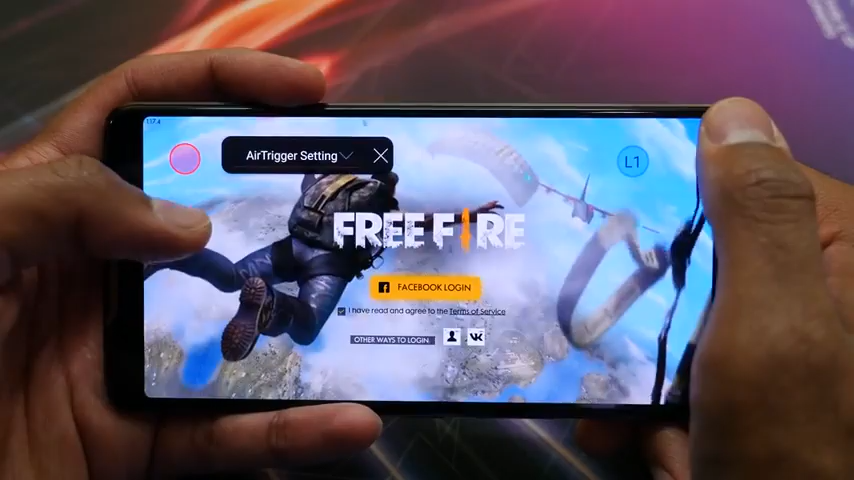 1.17.4
AirTrigger Setting
L1
FREE FIRE
FACEBOOK LOGIN
I have read and agree to the Terms of Service
OTHER WAYS TO LOGIN